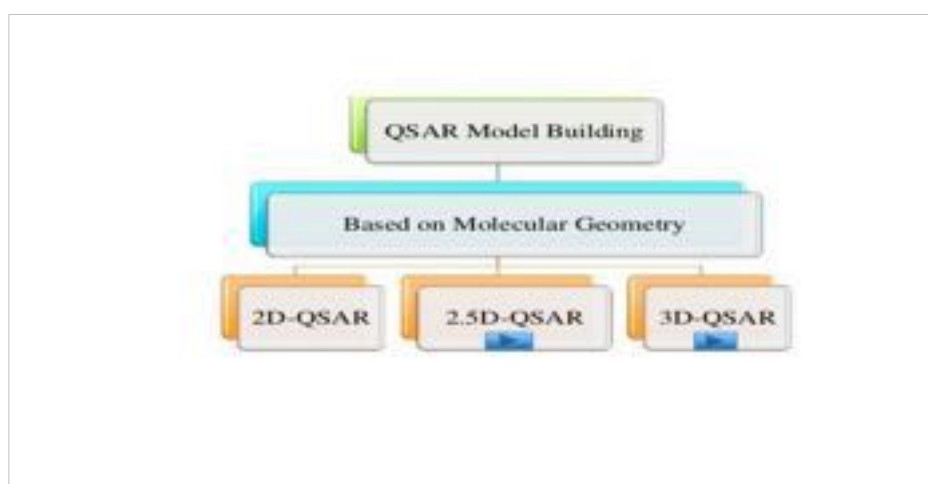 QSAR Model Building
Based on Molecular Geometry
2D-QSAR
2.5D-QSAR
3D-QSAR